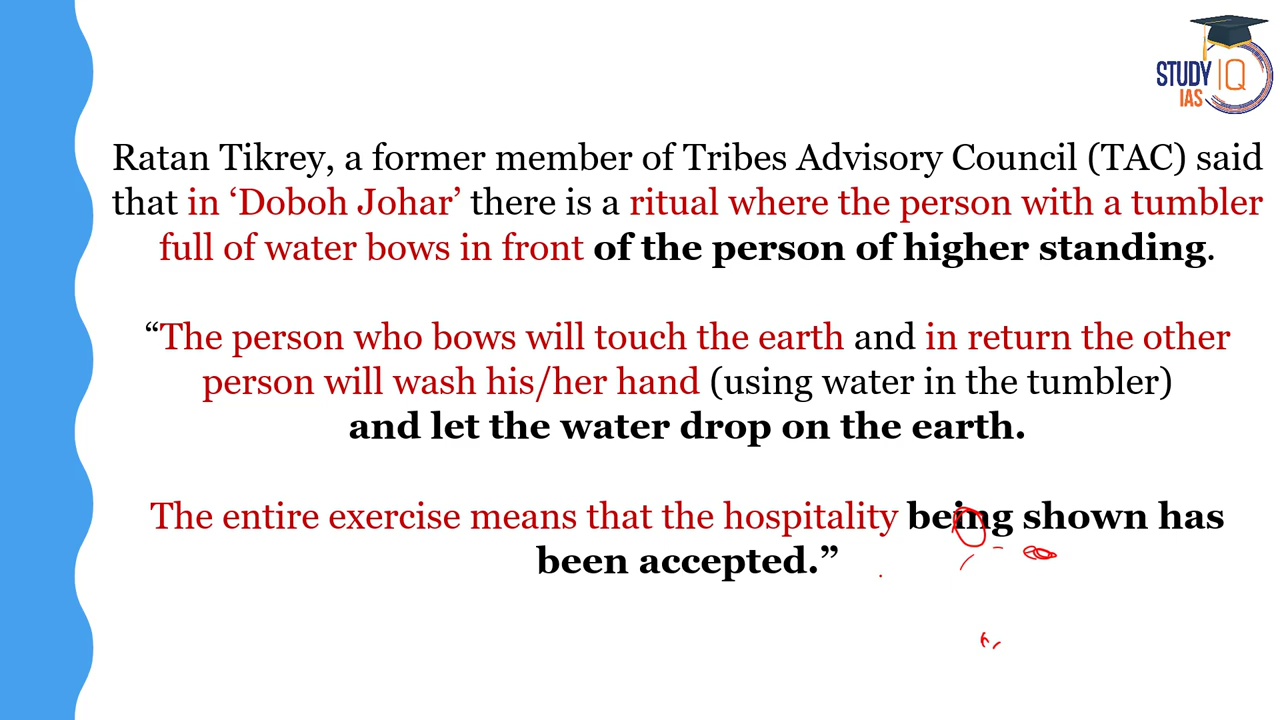 STUDY IQ
IAS
Ratan Tikrey, a former member of Tribes Advisory Council (TAC) said
that in ‘Doboh Johar’ there is a ritual where the person with a tumbler
full of water bows in front of the person of higher standing.
“The person who bows will touch the earth and in return the other
person will wash his/her hand (using water in the tumbler)
and let the water drop on the earth.
The entire exercise means that the hospitality being shown has
been accepted.”